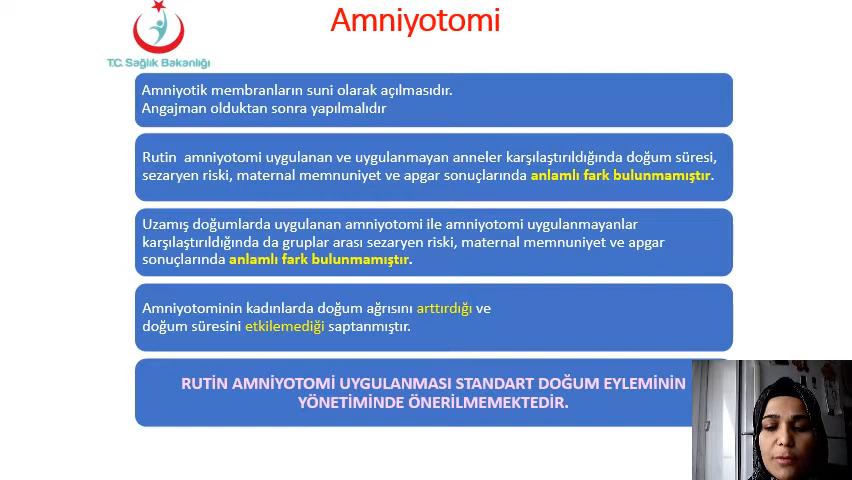 Amniyotomi
T.C. Sağlık Bakanlığı
Amniyotik membranların suni olarak açılmasıdır.
Angajman olduktan sonra yapılmalıdır
Rutin amniyotomi uygulanan ve uygulanmayan anneler karşılaştırıldığında doğum süresi,
sezaryen riski, maternal memnuniyet ve apgar sonuçlarında anlamlı fark bulunmamıştır.
Uzamış doğumlarda uygulanan amniyotomi ile amniyotomi uygulanmayanlar
karşılaştırıldığında da gruplar arası sezaryen riski, maternal memnuniyet ve apgar
sonuçlarında anlamlı fark bulunmamıştır.
Amniyotominin kadınlarda doğum ağrısını arttırdığı ve
doğum süresini etkilemediği saptanmıştır.
RUTİN AMNİYOTOMİ UYGULANMASI STANDART DOĞUM EYLEMİNİN
YÖNETİMİNDE ÖNERİLMEMEKTEDİR.